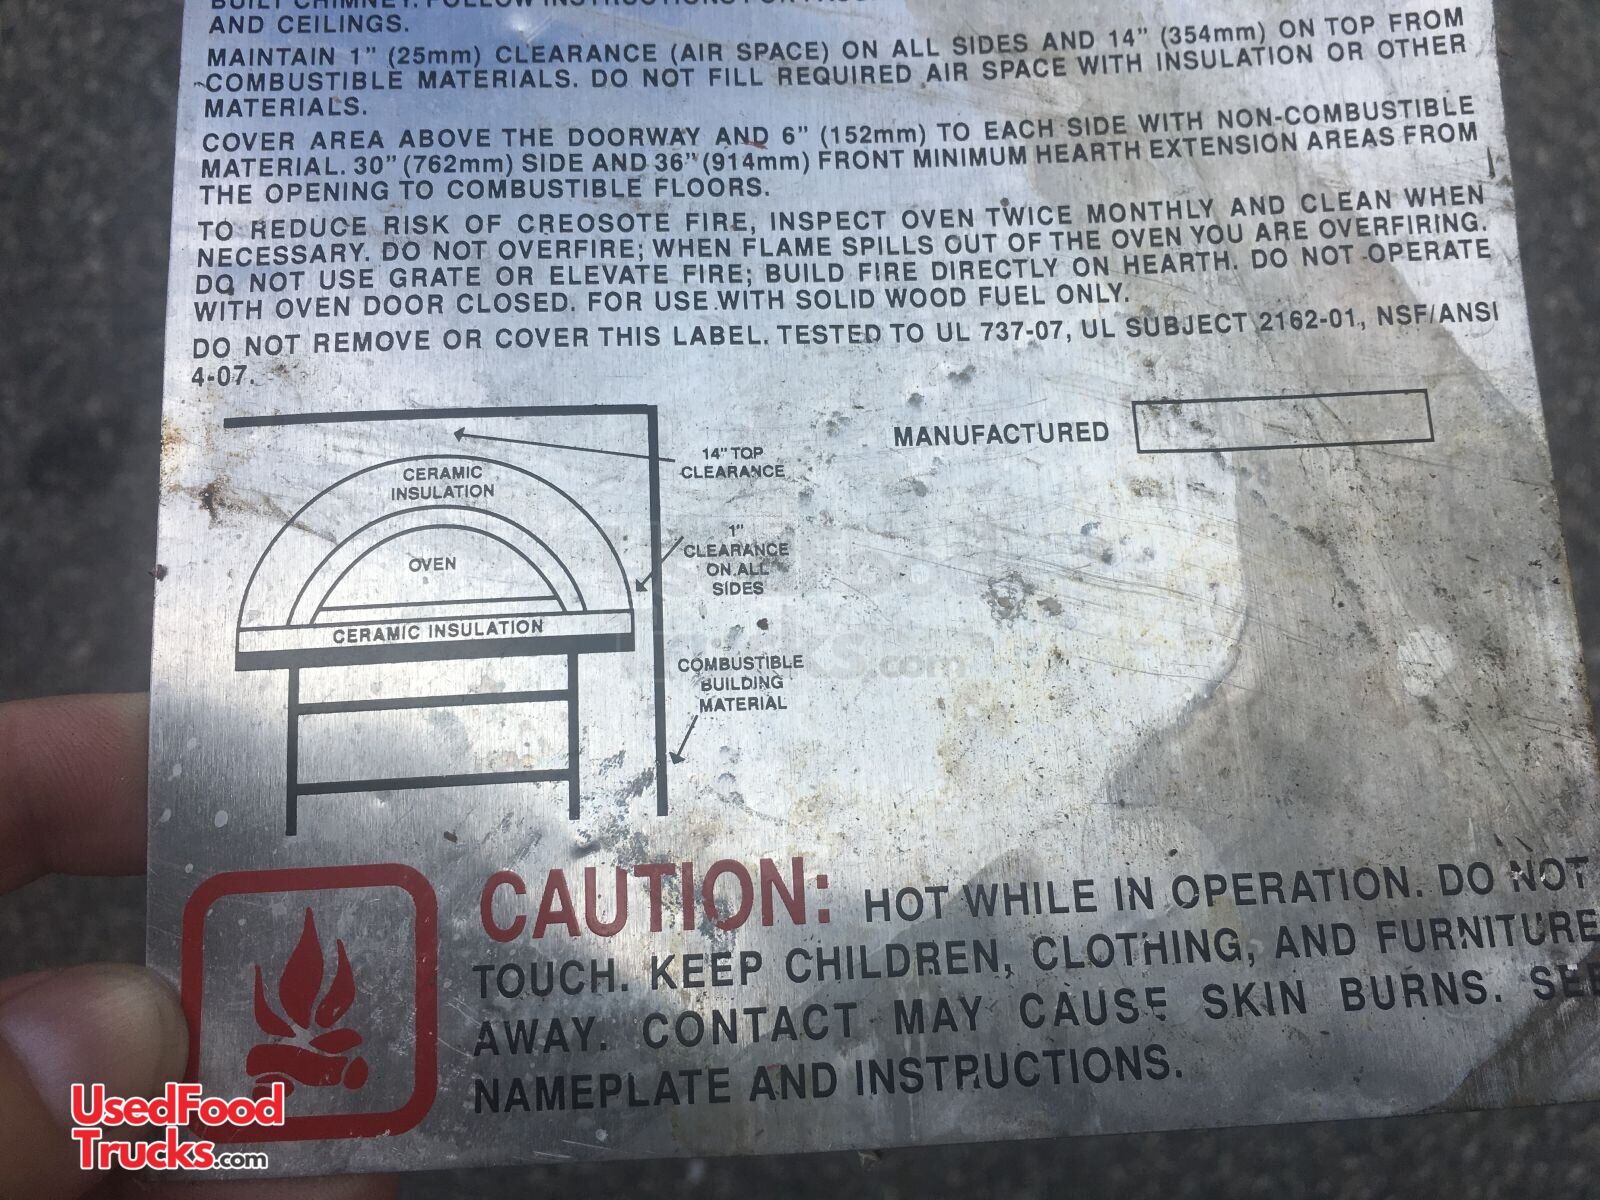 BUILT CHIMNEY. FOLLOW INSTRUCTIONS FOR
AND CEILINGS.
MAINTAIN 1" (25mm) CLEARANCE (AIR SPACE) ON ALL SIDES AND 14" (354mm) ON TOP FROM
COMBUSTIBLE MATERIALS. DO NOT FILL REQUIRED AIR SPACE WITH INSULATION OR OTHER
MATERIALS.
COVER AREA ABOVE THE DOORWAY AND 6" (152mm) TO EACH SIDE WITH NON-COMBUSTIBLE
MATERIAL. 30" (762mm) SIDE AND 36" (914mm) FRONT MINIMUM HEARTH EXTENSION AREAS FROM
THE OPENING TO COMBUSTIBLE FLOORS.
TO REDUCE RISK OF CREOSOTE FIRE, INSPECT OVEN TWICE MONTHLY AND CLEAN WHEN
NECESSARY. DO NOT OVERFIRE; WHEN FLAME SPILLS OUT OF THE OVEN YOU ARE OVERFIRING.
DO NOT USE GRATE OR ELEVATE FIRE; BUILD FIRE DIRECTLY ON HEARTH. DO NOT OPERATE
WITH OVEN DOOR CLOSED. FOR USE WITH SOLID WOOD FUEL ONLY.
DO NOT REMOVE OR COVER THIS LABEL. TESTED TO UL 737-07, UL SUBJECT 2162-01, NSF/ANSI
4-07.
MANUFACTURED
14" TOP
CLEARANCE
CERAMIC
INSULATION
OVEN
1"
CLEARANCE
ON ALL
SIDES
CERAMIC INSULATION
COMBUSTIBLE
BUILDING
MATERIAL
CAUTION: HOT WHILE IN OPERATION. DO NOT
TOUCH. KEEP CHILDREN, CLOTHING, AND FURNITURE
AWAY. CONTACT MAY CAUSE SKIN BURNS. SEE
NAMEPLATE AND INSTRUCTIONS.
UsedFood
Trucks.com